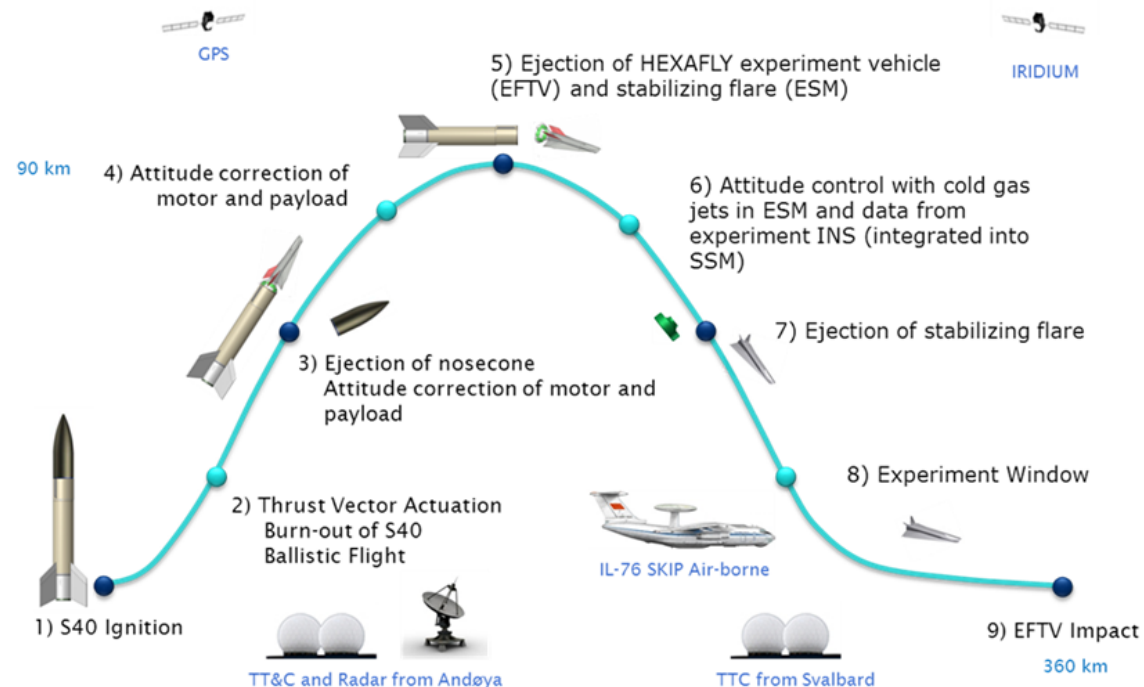 GPS
IRIDIUM
5) Ejection of HEXAFLY experiment vehicle
(EFTV) and stabilizing flare (ESM)
90 km
4) Attitude correction of
motor and payload
6) Attitude control with cold gas
jets in ESM and data from
experiment INS (integrated into
SSM)
3) Ejection of nosecone
Attitude correction of motor and
payload
7) Ejection of stabilizing flare
2) Thrust Vector Actuation
Burn-out of S40
Ballistic Flight
8) Experiment Window
IL-76 SKIP Air-borne
1) S40 Ignition
9) EFTV Impact
360 km
TT&C and Radar from Andøya
TTC from Svalbard